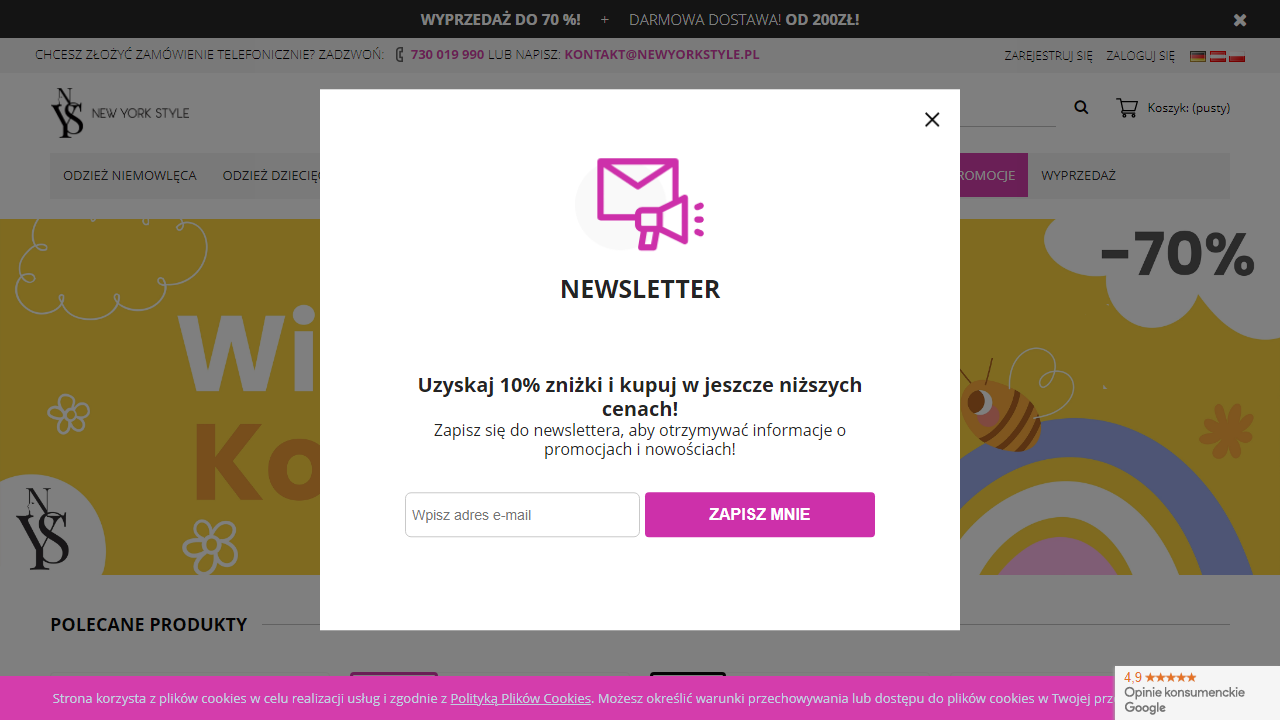 WYPRZEDAŻ DO 70 %! + DARMOWA DOSTAWA! OD 200ZŁ!
CHCESZ ZŁOŻYĆ ZAMÓWIENIE TELEFONICZNIE? ZADZWOŃ: 730 019 990 LUB NAPISZ: KONTAKT@NEWYORKSTYLE.PL
ZAREJESTRUJ SIĘ ZALOGUJ SIĘ
NYS NEW YORK STYLE
Koszyk: (pusty)
ODZIEŻ NIEMOWLĘCA ODZIEŻ DZIECIĘC
ROMOCJE WYPRZEDAŻ
-70%
Wi
Ko
NYS
NEWSLETTER
Uzyskaj 10% zniżki i kupuj w jeszcze niższych
cenach!
Zapisz się do newslettera, aby otrzymywać informacje o
promocjach i nowościach!
Wpisz adres e-mail ZAPISZ MNIE
POLECANE PRODUKTY
Strona korzysta z plików cookies w celu realizacji usług i zgodnie z Polityką Plików Cookies. Możesz określić warunki przechowywania lub dostępu do plików cookies w Twojej prz
4,9 ★★★★★
Opinie konsumenckie
Google